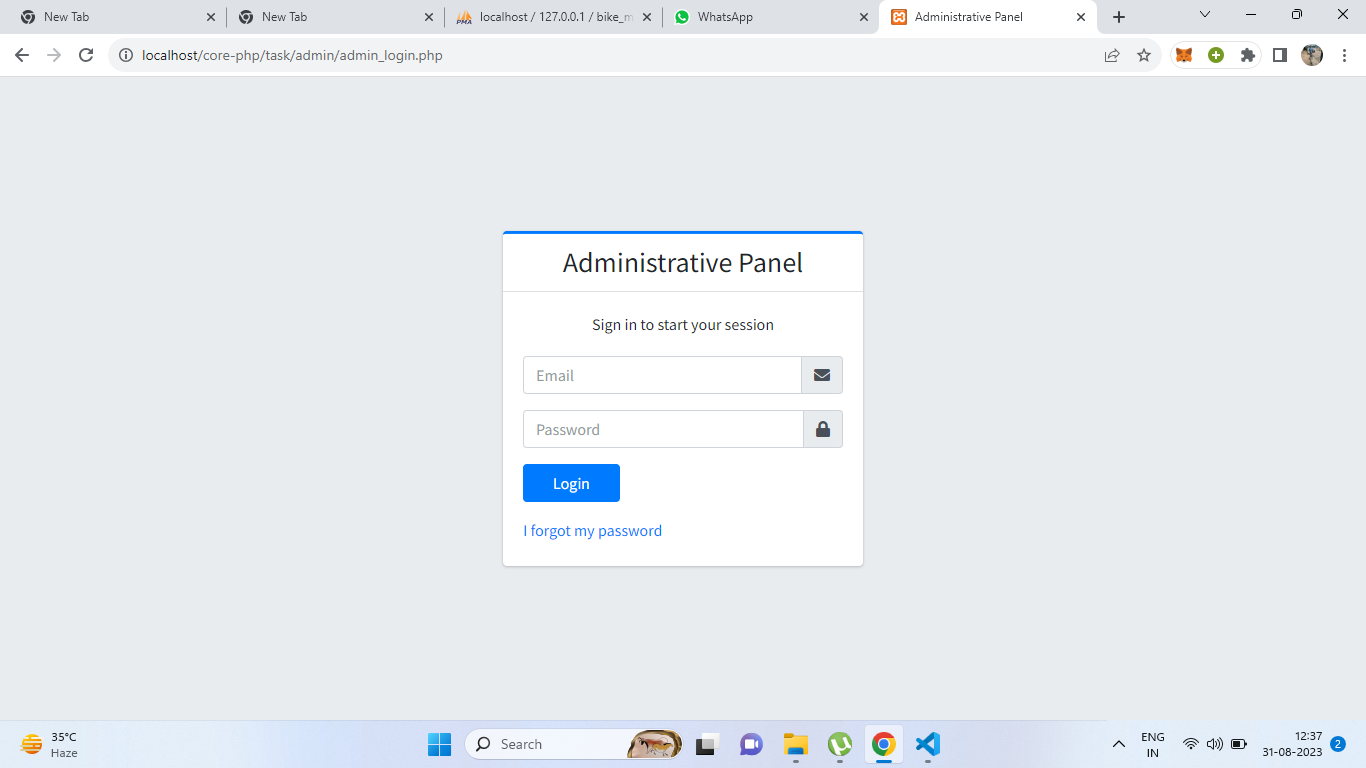 New Tab
New Tab
PMA localhost / 127.0.0.1 / bike_m
WhatsApp
Administrative Panel
localhost/core-php/task/admin/admin_login.php
Administrative Panel
Sign in to start your session
Email
Password
Login
I forgot my password
35°C
Haze
Search
ENG
IN
12:37
31-08-2023
2